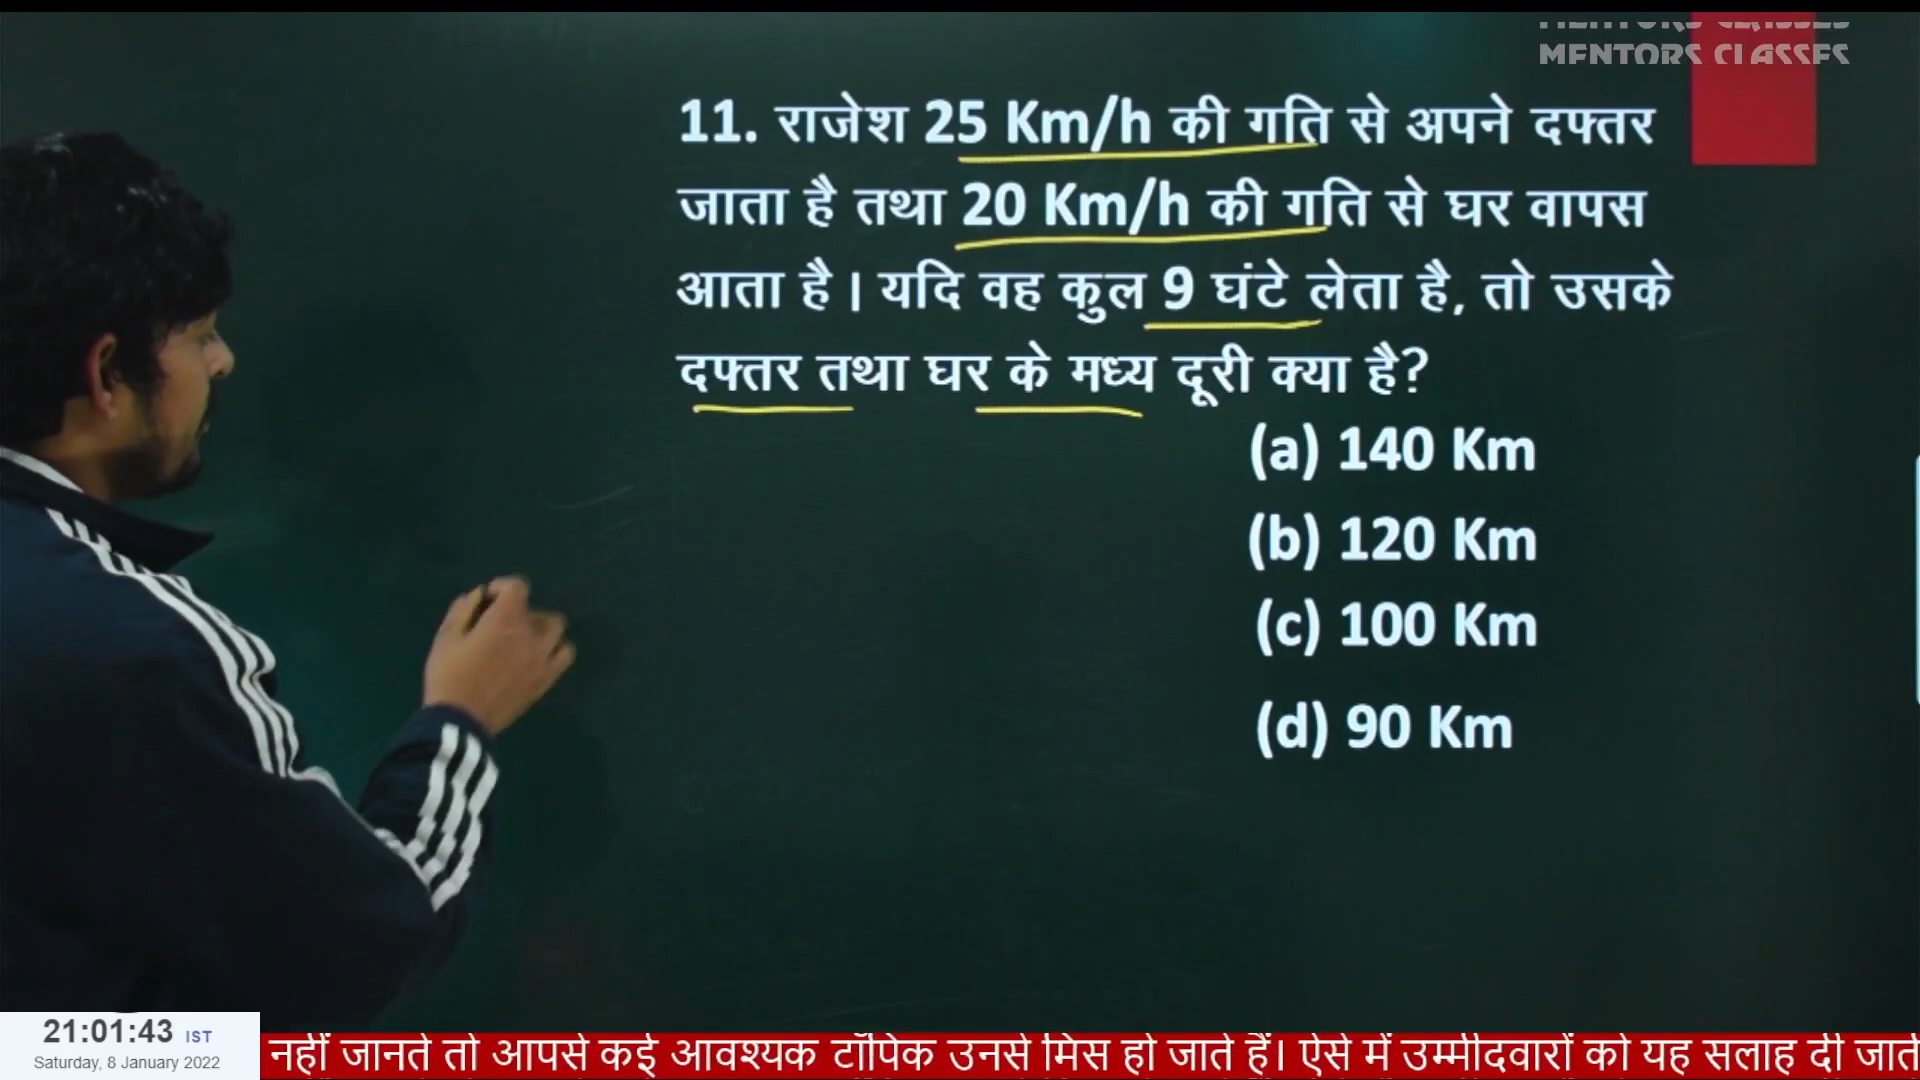 MENTORS CLASSES
11. राजेश 25 Km/h की गति से अपने दफ्तर
जाता है तथा 20 Km/h की गति से घर वापस
आता है। यदि वह कुल 9 घंटे लेता है, तो उसके
दफ्तर तथा घर के मध्य दूरी क्या है?
(a) 140 Km
(b) 120 Km
(c) 100 Km
(d) 90 Km
21:01:43 IST
Saturday, 8 January 2022
नहीं जानते तो आपसे कई आवश्यक टॉपिक उनसे मिस हो जाते हैं। ऐसे में उम्मीदवारों को यह सलाह दी